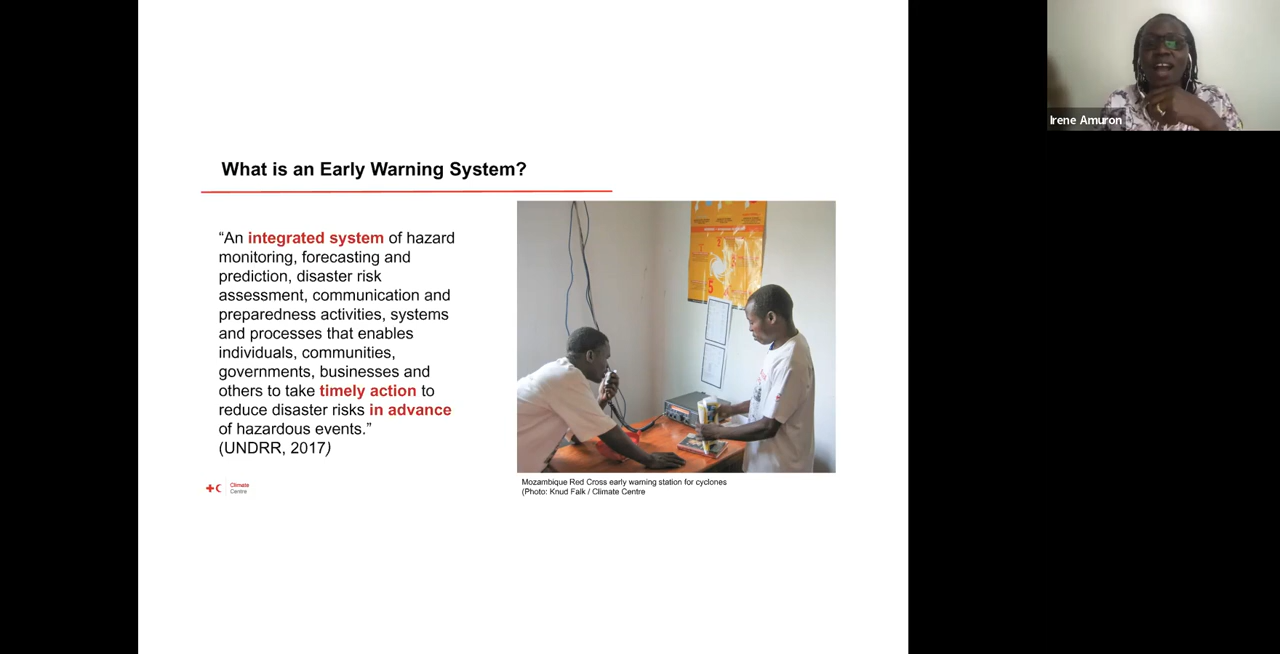 Irene Amuron
What is an Early Warning System?
“An integrated system of hazard
monitoring, forecasting and
prediction, disaster risk
assessment, communication and
preparedness activities, systems
and processes that enables
individuals, communities,
governments, businesses and
others to take timely action to
reduce disaster risks in advance
of hazardous events.”
(UNDRR, 2017)
5
Mozambique Red Cross early warning station for cyclones
(Photo: Knud Falk / Climate Centre
Climate
Centre